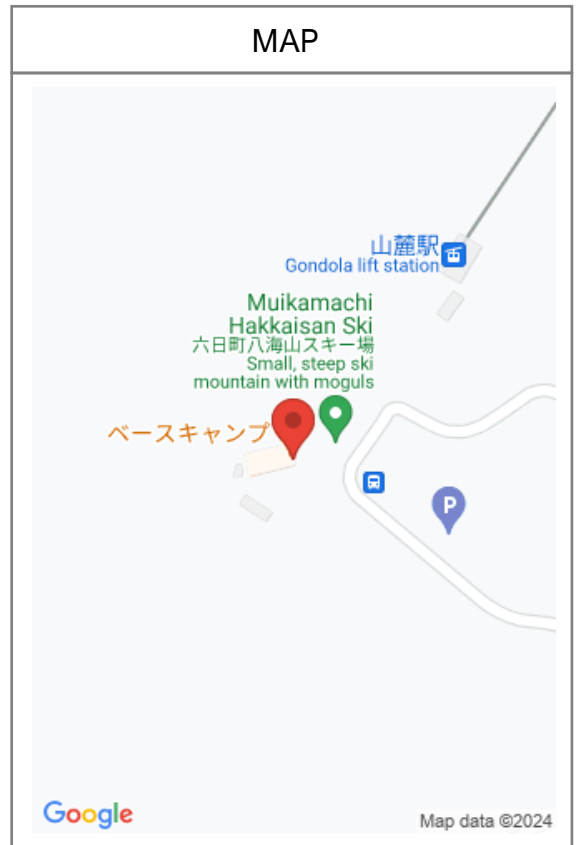 MAP
山麓駅
Gondola lift station
Muikamachi
Hakkaisan Ski
六日町八海山スキー場
Small, steep ski
mountain with moguls
ベースキャンプ
P
Google
Map data ©2024